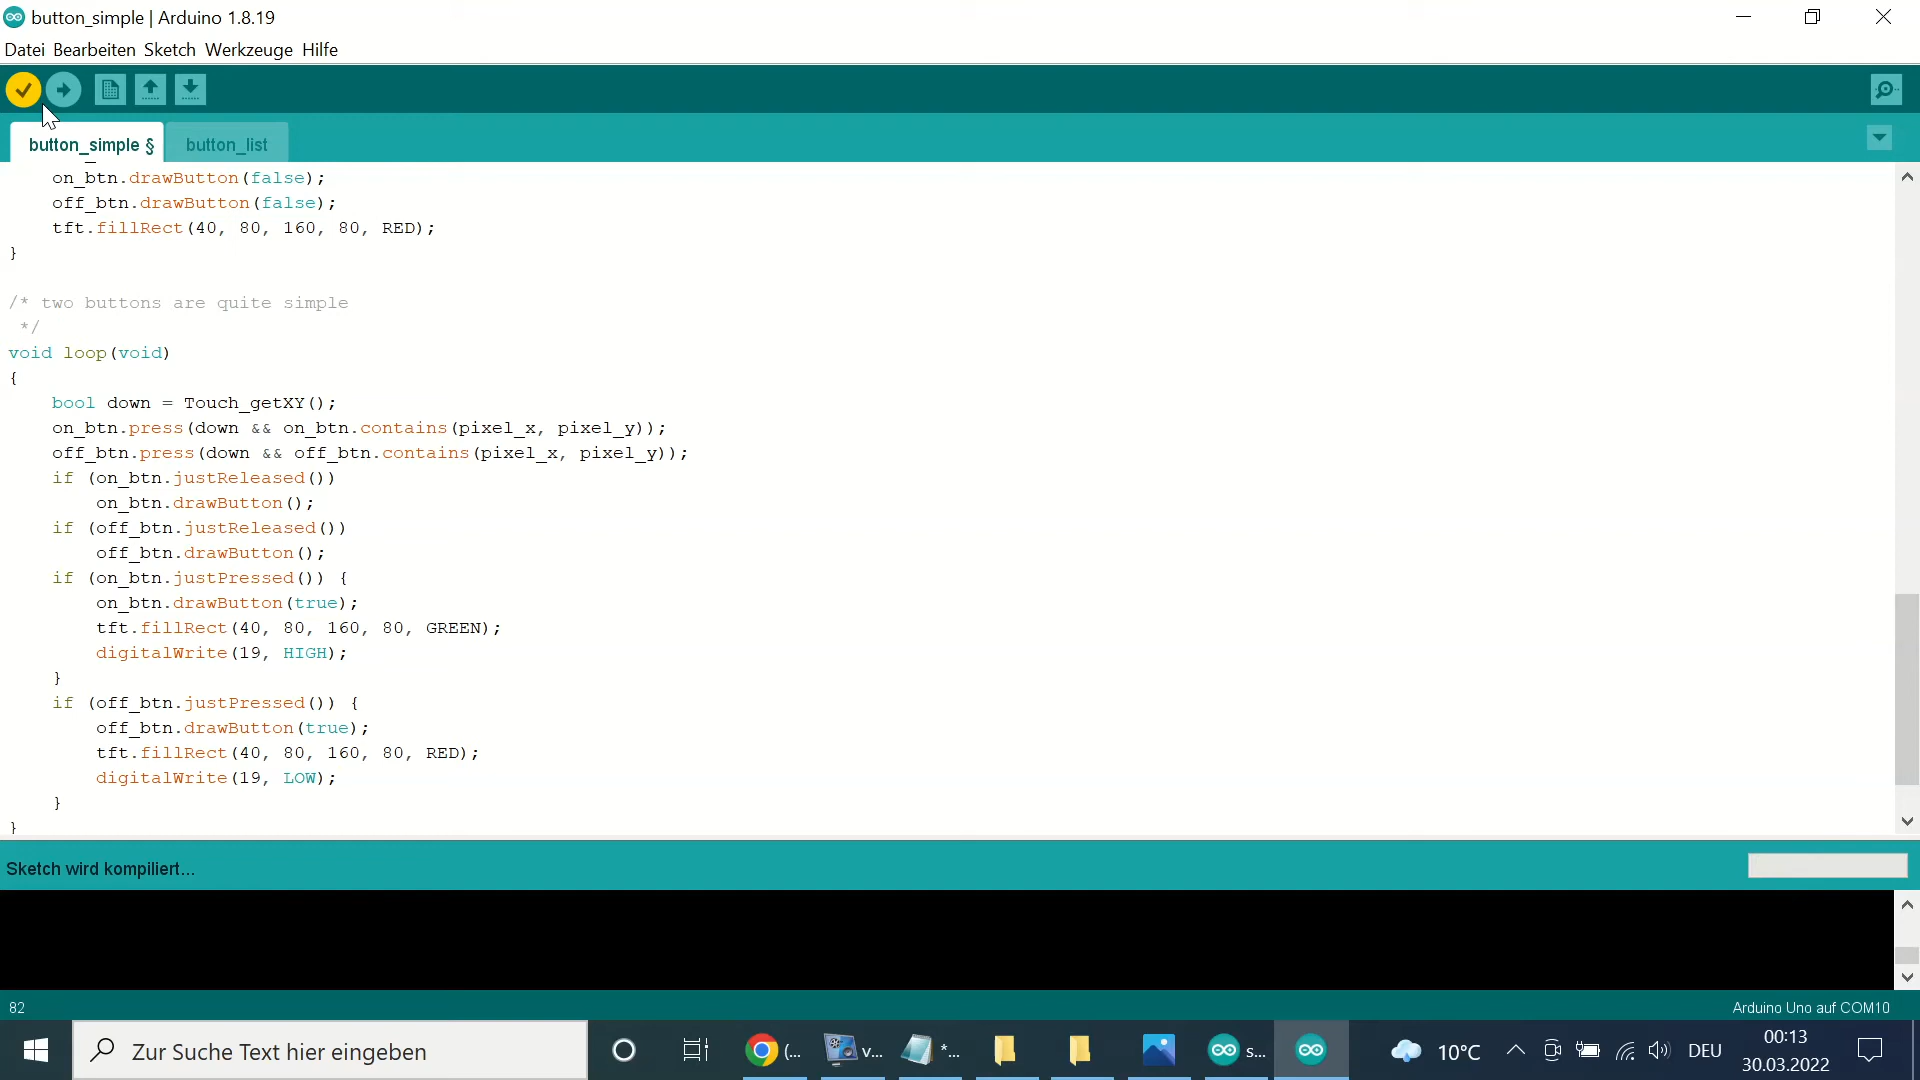 button_simple | Arduino 1.8.19
Datei Bearbeiten Sketch Werkzeuge Hilfe
button_simple § button_list
on_btn.drawButton(false);
off_btn.drawButton(false);
tft.fillRect(40, 80, 160, 80, RED);
}
/* two buttons are quite simple
*/
void loop(void)
{
bool down = Touch_getXY();
on_btn.press(down && on_btn.contains(pixel_x, pixel_y));
off_btn.press(down && off_btn.contains(pixel_x, pixel_y));
if (on_btn.justReleased())
on_btn.drawButton();
if (off_btn.justReleased())
off_btn.drawButton();
if (on_btn.justPressed()) {
on_btn.drawButton(true);
tft.fillRect(40, 80, 160, 80, GREEN);
digitalWrite(19, HIGH);
}
if (off_btn.justPressed()) {
off_btn.drawButton(true);
tft.fillRect(40, 80, 160, 80, RED);
digitalWrite(19, LOW);
}
}
Sketch wird kompiliert...
82 Arduino Uno auf COM10
Zur Suche Text hier eingeben (... v... *... s... 10°C DEU 00:13
30.03.2022